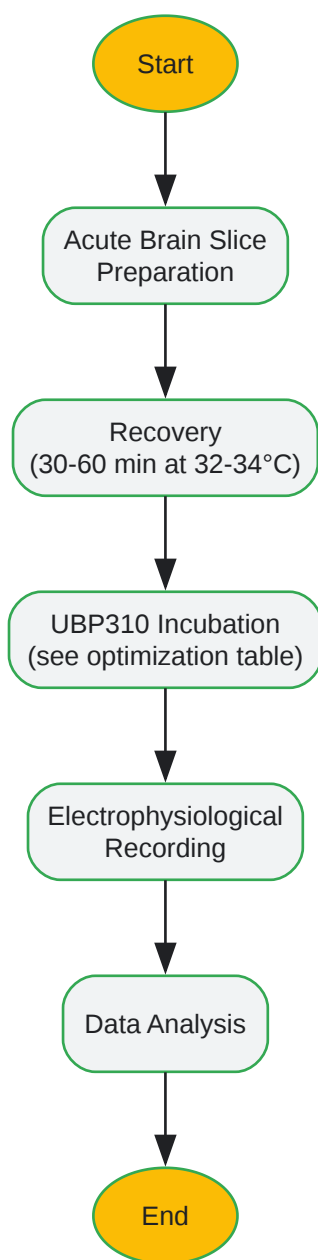 Start
Acute Brain Slice
Preparation
Recovery
(30-60 min at 32-34°C)
UBP310 Incubation
(see optimization table)
Electrophysiological
Recording
Data Analysis
End